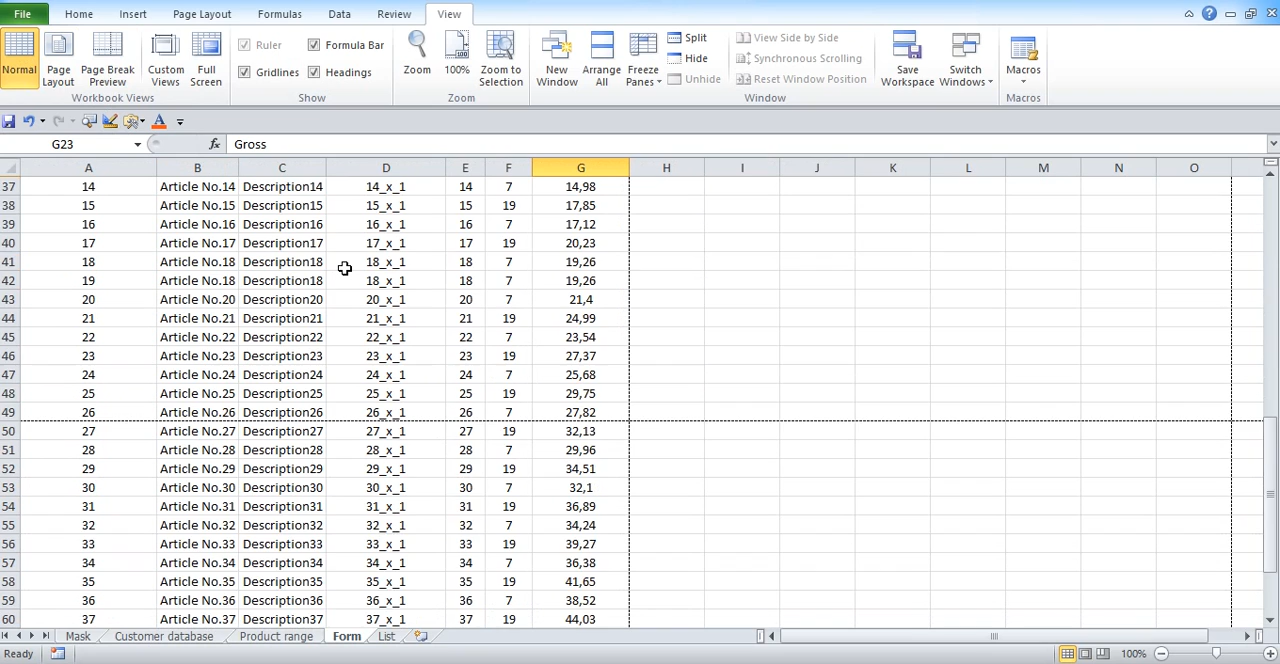 File Home Insert Page Layout Formulas Data Review View
Normal Page Layout Page Break Preview Custom Views Full Screen Ruler Formula Bar Gridlines Headings Zoom 100% Zoom to Selection New Window Arrange All Freeze Panes Split Hide Unhide View Side by Side Synchronous Scrolling Reset Window Position Save Workspace Switch Windows Macros
Workbook Views Show Zoom Window Macros
G23 fx Gross
A B C D E F G H I J K L M N O
37 14 Article No.14 Description14 14_x_1 14 7 14,98
38 15 Article No.15 Description15 15_x_1 15 19 17,85
39 16 Article No.16 Description16 16_x_1 16 7 17,12
40 17 Article No.17 Description17 17_x_1 17 19 20,23
41 18 Article No.18 Description18 18_x_1 18 7 19,26
42 19 Article No.18 Description18 18_x_1 18 7 19,26
43 20 Article No.20 Description20 20_x_1 20 7 21,4
44 21 Article No.21 Description21 21_x_1 21 19 24,99
45 22 Article No.22 Description22 22_x_1 22 7 23,54
46 23 Article No.23 Description23 23_x_1 23 19 27,37
47 24 Article No.24 Description24 24_x_1 24 7 25,68
48 25 Article No.25 Description25 25_x_1 25 19 29,75
49 26 Article No.26 Description26 26_x_1 26 7 27,82
50 27 Article No.27 Description27 27_x_1 27 19 32,13
51 28 Article No.28 Description28 28_x_1 28 7 29,96
52 29 Article No.29 Description29 29_x_1 29 19 34,51
53 30 Article No.30 Description30 30_x_1 30 7 32,1
54 31 Article No.31 Description31 31_x_1 31 19 36,89
55 32 Article No.32 Description32 32_x_1 32 7 34,24
56 33 Article No.33 Description33 33_x_1 33 19 39,27
57 34 Article No.34 Description34 34_x_1 34 7 36,38
58 35 Article No.35 Description35 35_x_1 35 19 41,65
59 36 Article No.36 Description36 36_x_1 36 7 38,52
60 37 Article No.37 Description37 37_x_1 37 19 44,03
Mask Customer database Product range Form List
Ready 100%